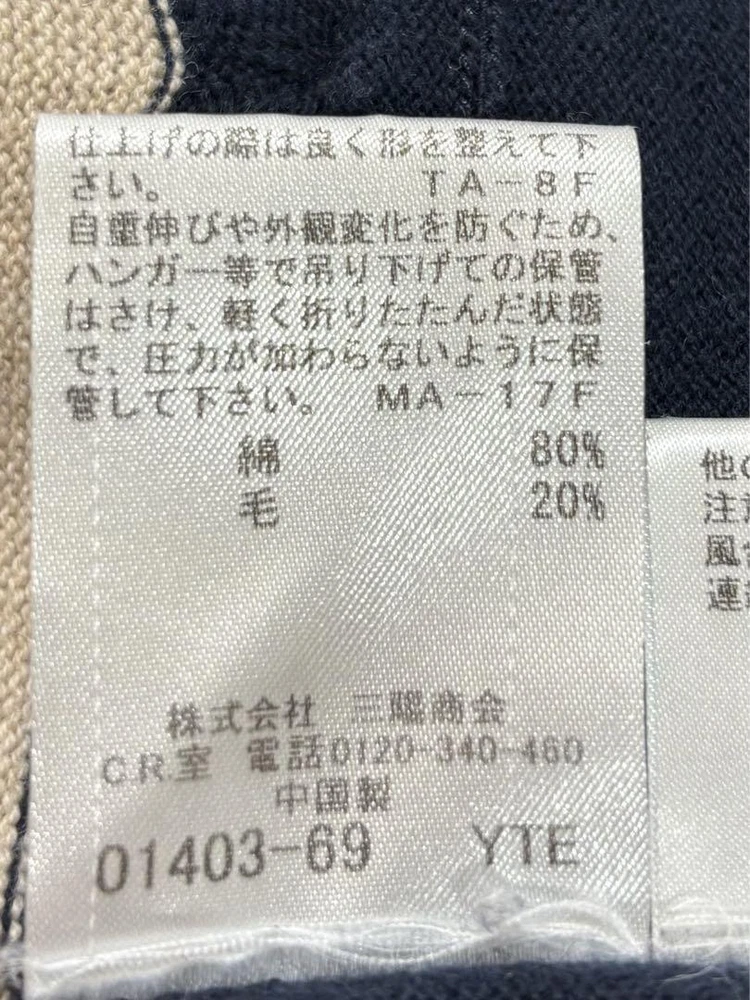 仕上げの際は良く形を整えて下
さい。 TA-8F
自重伸びや外観変化を防ぐため、
ハンガー等で吊り下げての保管
はさけ、軽く折りたたんだ状態
で、圧力が加わらないように保
管して下さい。 MA-17F
綿 80%
毛 20%
株式会社 三陽商会
C.R.室 電話0120-340-460
中国製
01403-69 YTE
他
注
風
連